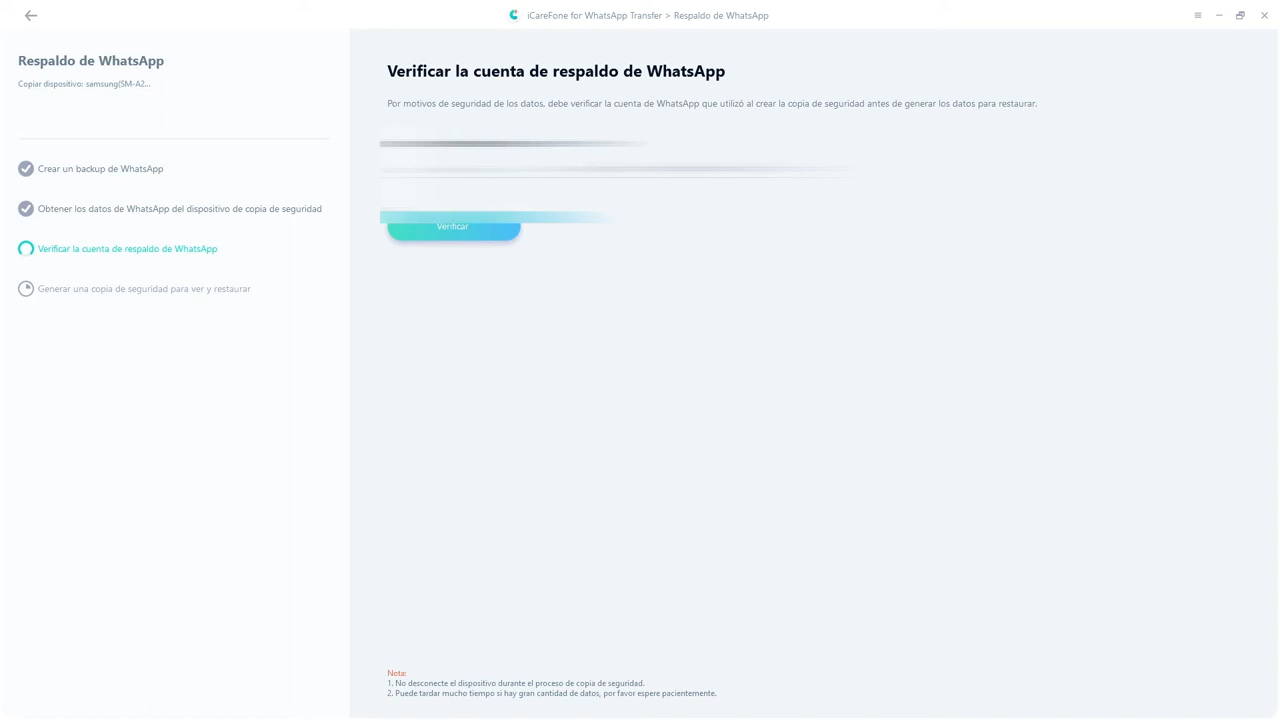 iCareFone for WhatsApp Transfer > Respaldo de WhatsApp
Respaldo de WhatsApp
Copiar dispositivo: samsung(SM-A2...
Crear un backup de WhatsApp
Obtener los datos de WhatsApp del dispositivo de copia de seguridad
Verificar la cuenta de respaldo de WhatsApp
Generar una copia de seguridad para ver y restaurar
Verificar la cuenta de respaldo de WhatsApp
Por motivos de seguridad de los datos, debe verificar la cuenta de WhatsApp que utilizó al crear la copia de seguridad antes de generar los datos para restaurar.
Verificar
Nota:
1. No desconecte el dispositivo durante el proceso de copia de seguridad.
2. Puede tardar mucho tiempo si hay gran cantidad de datos, por favor espere pacientemente.